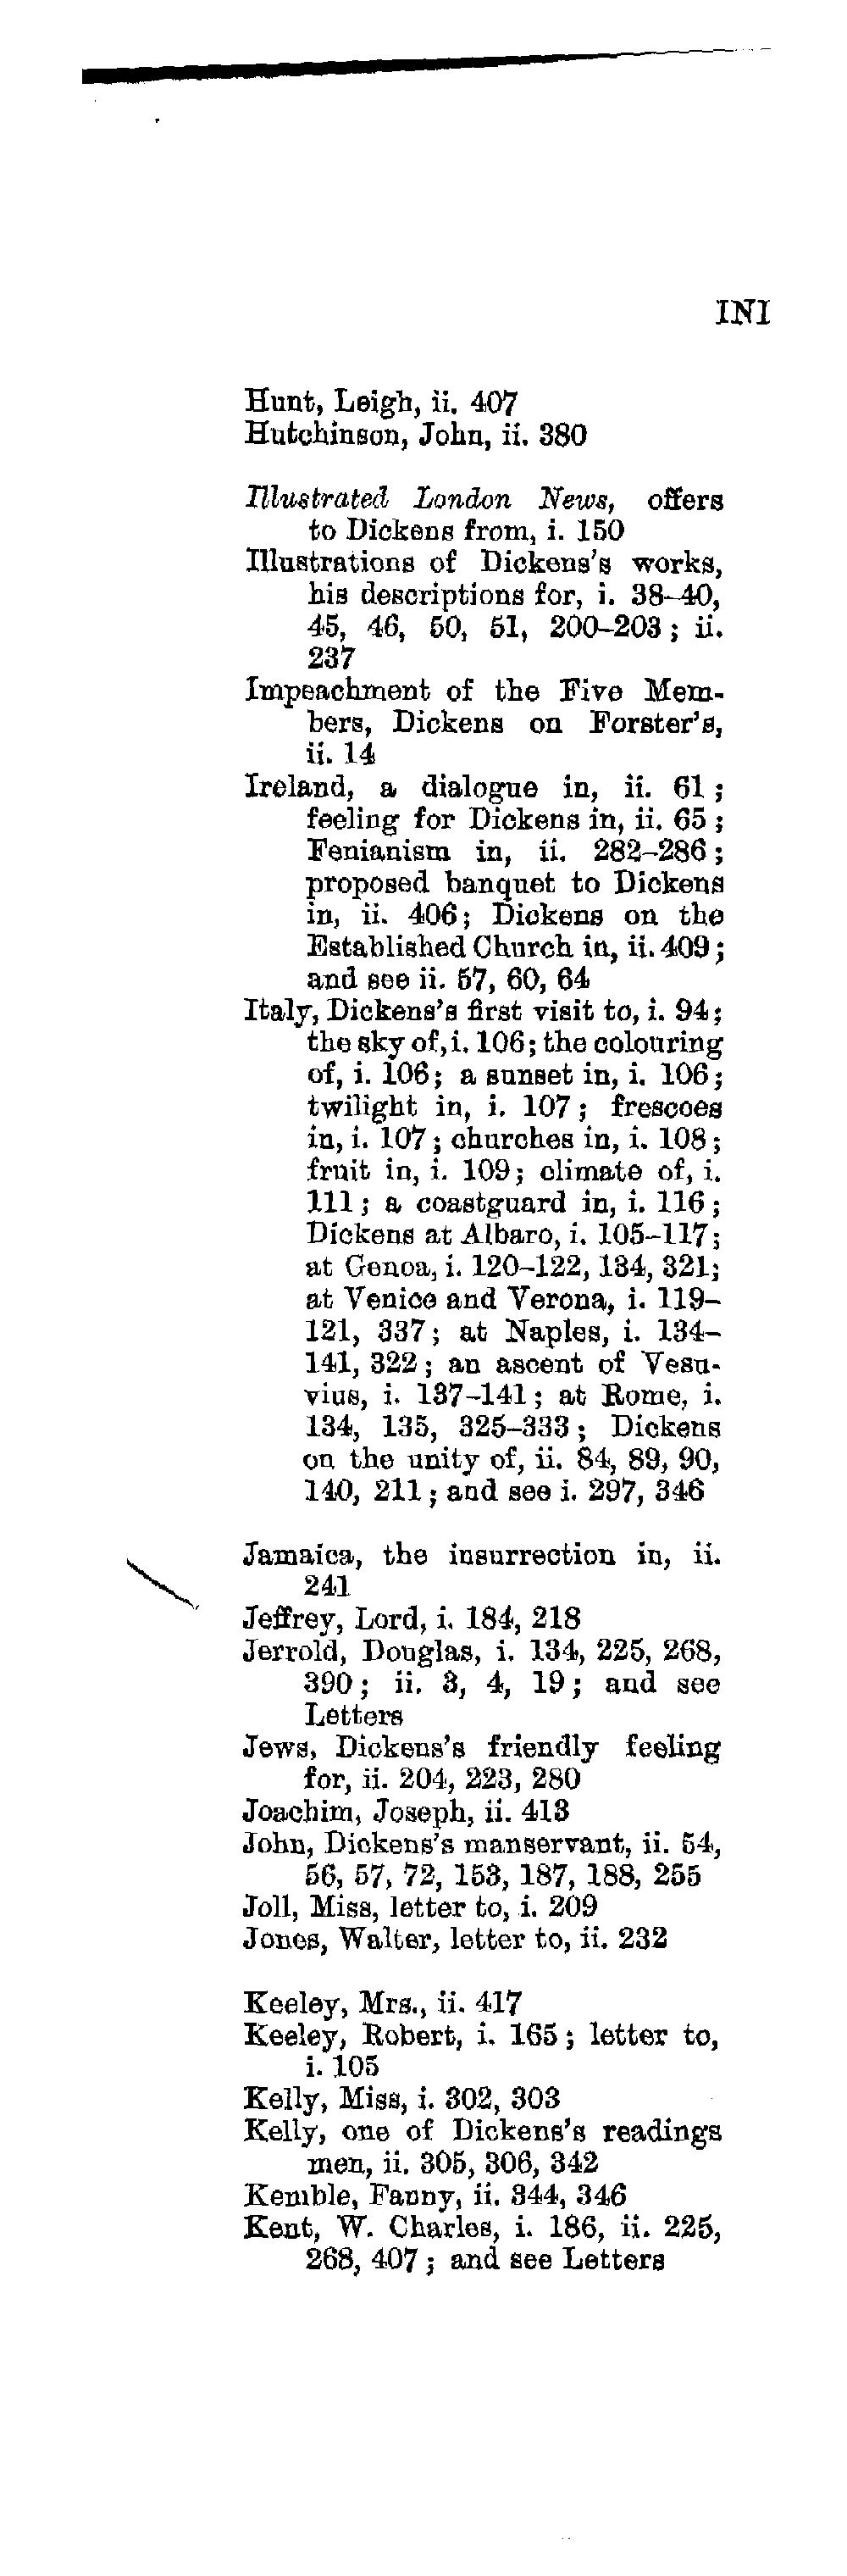 INI
Hunt, Leigh, ii. 407
Hutchinson, John, ii. 380
Illustrated London News, offers
to Dickens from, i. 150
Illustrations of Dickens's works,
his descriptions for, i. 38–40,
45, 46, 50, 51, 200–203; ii.
237
Impeachment of the Five Mem-
bers, Dickens on Forster's,
ii. 14
Ireland, a dialogue in, ii. 61;
feeling for Dickens in, ii. 65;
Fenianism in, ii. 282–286;
proposed banquet to Dickens
in, ii. 406; Dickens on the
Established Church in, ii. 409;
and see ii. 57, 60, 64
Italy, Dickens's first visit to, i. 94;
the sky of, i. 106; the colouring
of, i. 106; a sunset in, i. 106;
twilight in, i. 107; frescoes
in, i. 107; churches in, i. 108;
fruit in, i. 109; climate of, i.
111; a coastguard in, i. 116;
Dickens at Albaro, i. 105–117;
at Genoa, i. 120–122, 134, 321;
at Venice and Verona, i. 119–
121, 337; at Naples, i. 134–
141, 322; an ascent of Vesu-
vius, i. 137–141; at Rome, i.
134, 135, 325–333; Dickens
on the unity of, ii. 84, 89, 90,
140, 211; and see i. 297, 346
Jamaica, the insurrection in, ii.
241
Jeffrey, Lord, i. 184, 218
Jerrold, Douglas, i. 134, 225, 268,
390; ii. 3, 4, 19; and see
Letters
Jews, Dickens's friendly feeling
for, ii. 204, 223, 280
Joachim, Joseph, ii. 413
John, Dickens's manservant, ii. 54,
56, 57, 72, 153, 187, 188, 255
Joll, Miss, letter to, i. 209
Jones, Walter, letter to, ii. 232
Keeley, Mrs., ii. 417
Keeley, Robert, i. 165; letter to,
i. 105
Kelly, Miss, i. 302, 303
Kelly, one of Dickens's readings
men, ii. 305, 306, 342
Kemble, Fanny, ii. 344, 346
Kent, W. Charles, i. 186, ii. 225,
268, 407; and see Letters